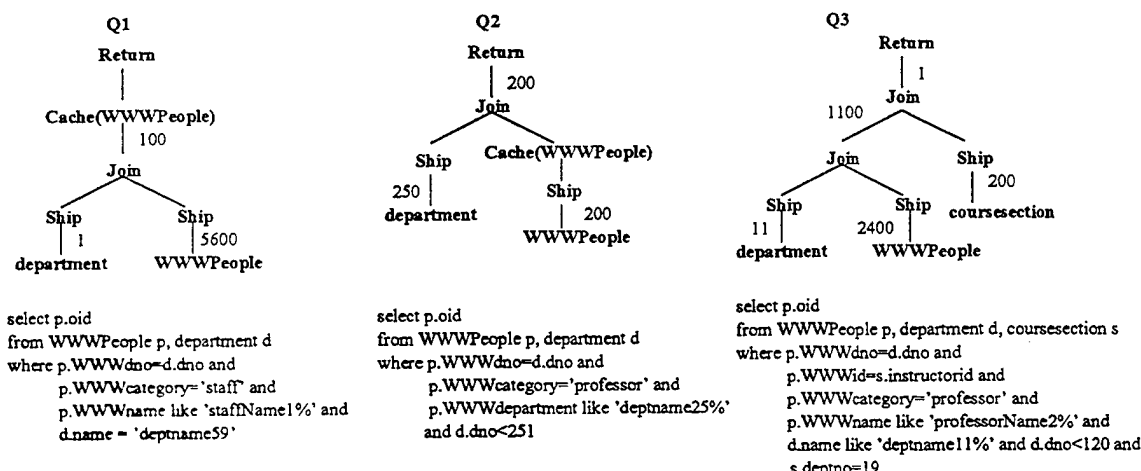 Q1
Return
Cache(WWWPeople)
100
Join
Ship
Ship
1
5600
department
WWWPeople
select p.oid
from WWWPeople p, department d
where p.WWWdno=d.dno and
p.WWWcategory='staff' and
p.WWWname like 'staffName1%' and
d.name = 'deptname59'
Q2
Return
200
Join
Ship
Cache(WWWPeople)
250
Ship
department
200
WWWPeople
select p.oid
from WWWPeople p, department d
where p.WWWdno=d.dno and
p.WWWcategory='professor' and
p.WWWdepartment like 'deptname25%'
and d.dno<251
Q3
Return
1
Join
1100
Join
Ship
200
Ship
Ship
coursesection
11
2400
department
WWWPeople
select p.oid
from WWWPeople p, department d, coursesection s
where p.WWWdno=d.dno and
p.WWWid=s.instructorid and
p.WWWcategory='professor' and
p.WWWname like 'professorName2%' and
d.name like 'deptname11%' and d.dno<120 and
s.deptno=19